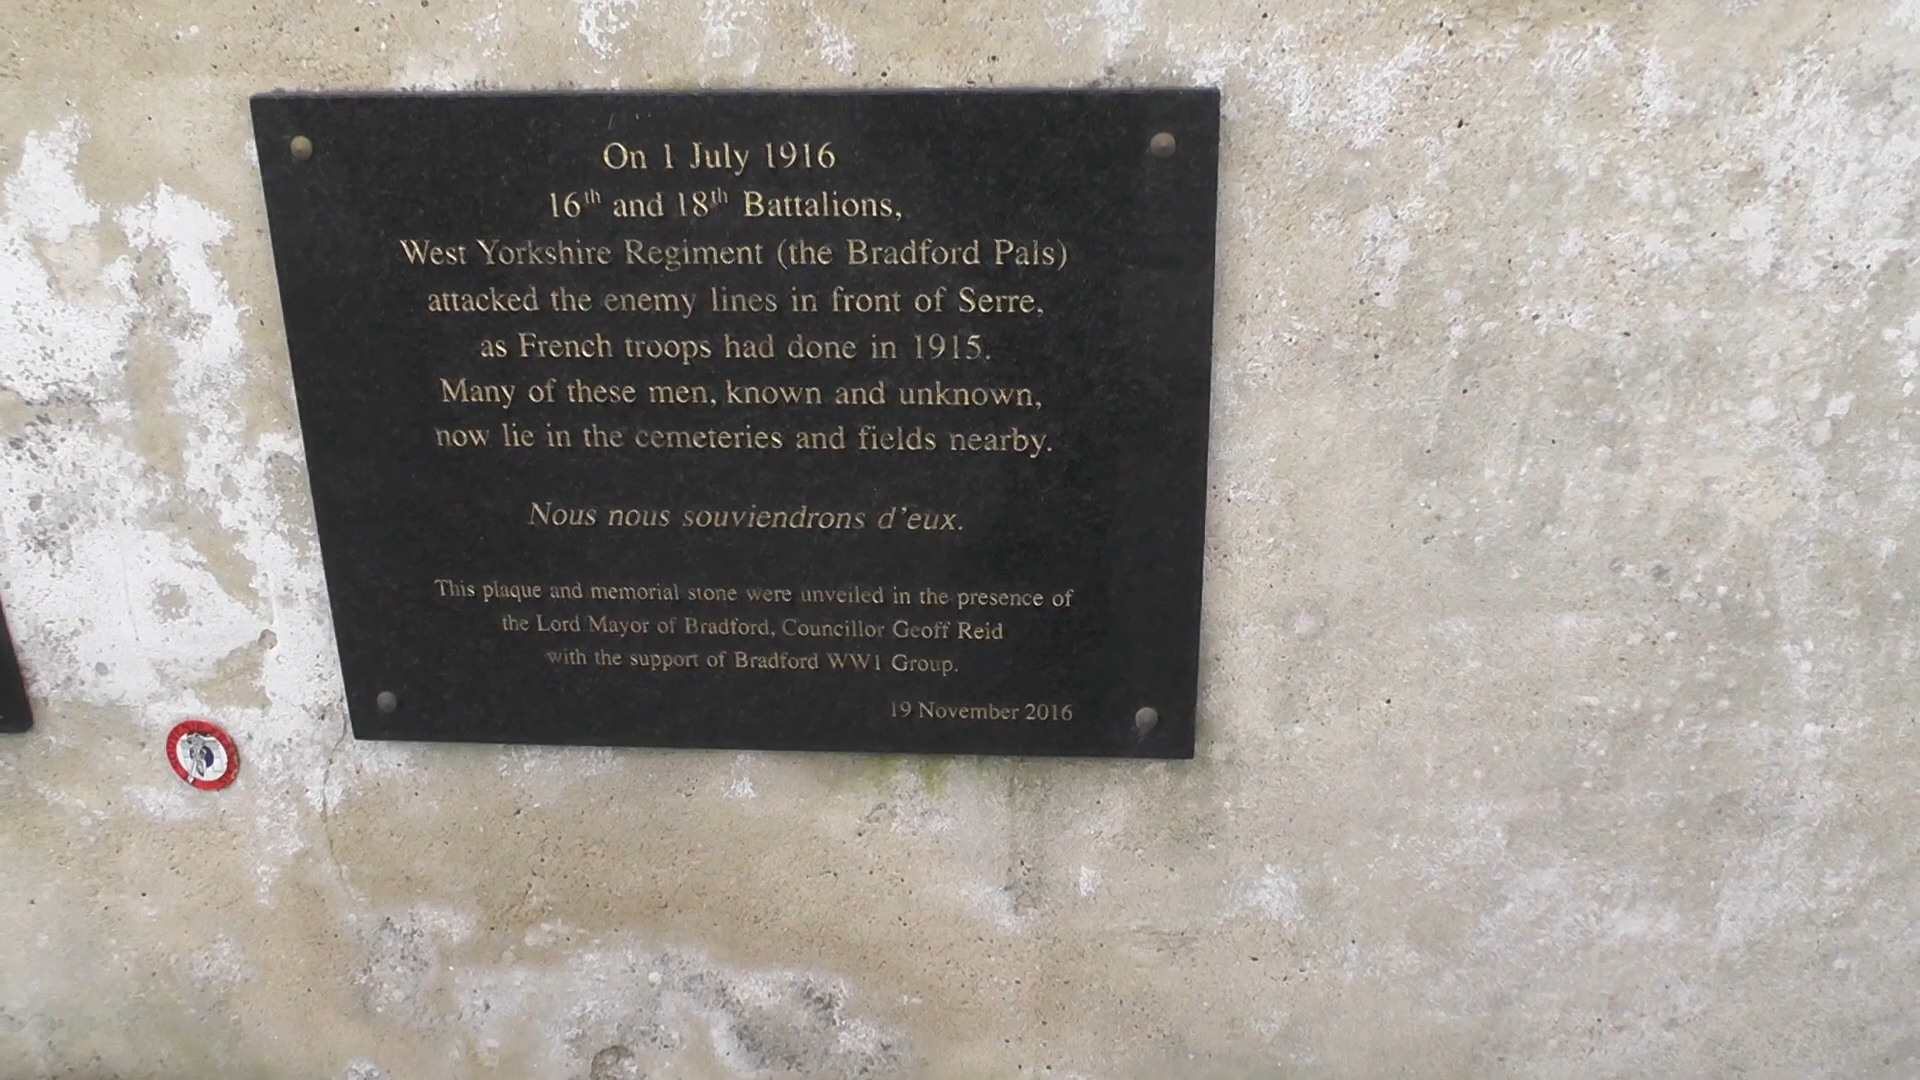 On 1 July 1916
16th and 18th Battalions,
West Yorkshire Regiment (the Bradford Pals)
attacked the enemy lines in front of Serre,
as French troops had done in 1915.
Many of these men, known and unknown,
now lie in the cemeteries and fields nearby.
Nous nous souviendrons d'eux.
This plaque and memorial stone were unveiled in the presence of
the Lord Mayor of Bradford, Councillor Geoff Reid
with the support of Bradford WW1 Group.
19 November 2016